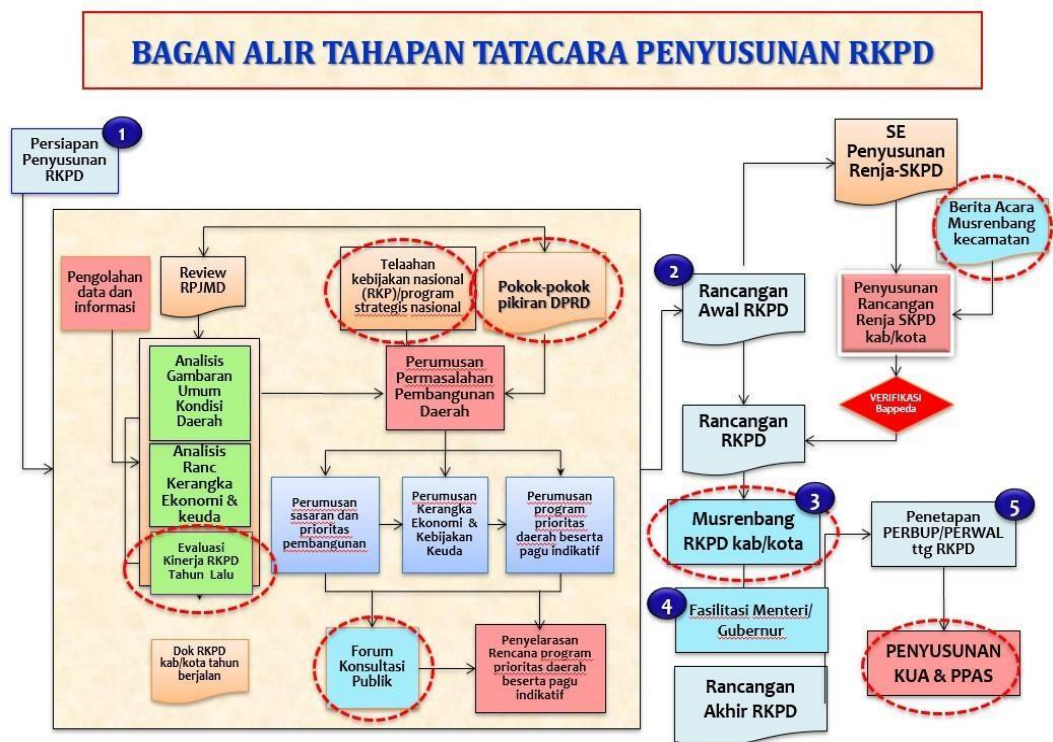 BAGAN ALIR TAHAPAN TATACARA PENYUSUNAN RKPD
1
Persiapan
Penyusunan
RKPD
Pengolahan
data dan
informasi
Review
RPJMD
Telaahan
kebijakan nasional
(RKP)/program
strategis nasional
Pokok-pokok
pikiran DPRD
Analisis
Gambaran
Umum
Kondisi
Daerah
Perumusan
Permasalahan
Pembangunan
Daerah
Analisis
Ranc
Kerangka
Ekonomi &
keuda
Perumusan
sasaran dan
prioritas
pembangunan
Perumusan
Kerangka
Ekonomi &
Kebijakan
Keuda
Perumusan
program
prioritas
daerah beserta
pagu indikatif
Evaluasi
Kinerja RKPD
Tahun Lalu
Dok RKPD
kab/kota tahun
berjalan
Forum
Konsultasi
Publik
Penyelarasan
Rencana program
prioritas daerah
beserta pagu
indikatif
2
Rancangan
Awal RKPD
SE
Penyusunan
Renja-SKPD
Berita Acara
Musrenbang
kecamatan
Penyusunan
Rancangan
Renja SKPD
kab/kota
VERIFIKASI
Bappeda
Rancangan
RKPD
3
Musrenbang
RKPD kab/kota
4
Fasilitasi Menteri/
Gubernur
Rancangan
Akhir RKPD
5
Penetapan
PERBUP/PERWAL
ttg RKPD
PENYUSUNAN
KUA & PPAS